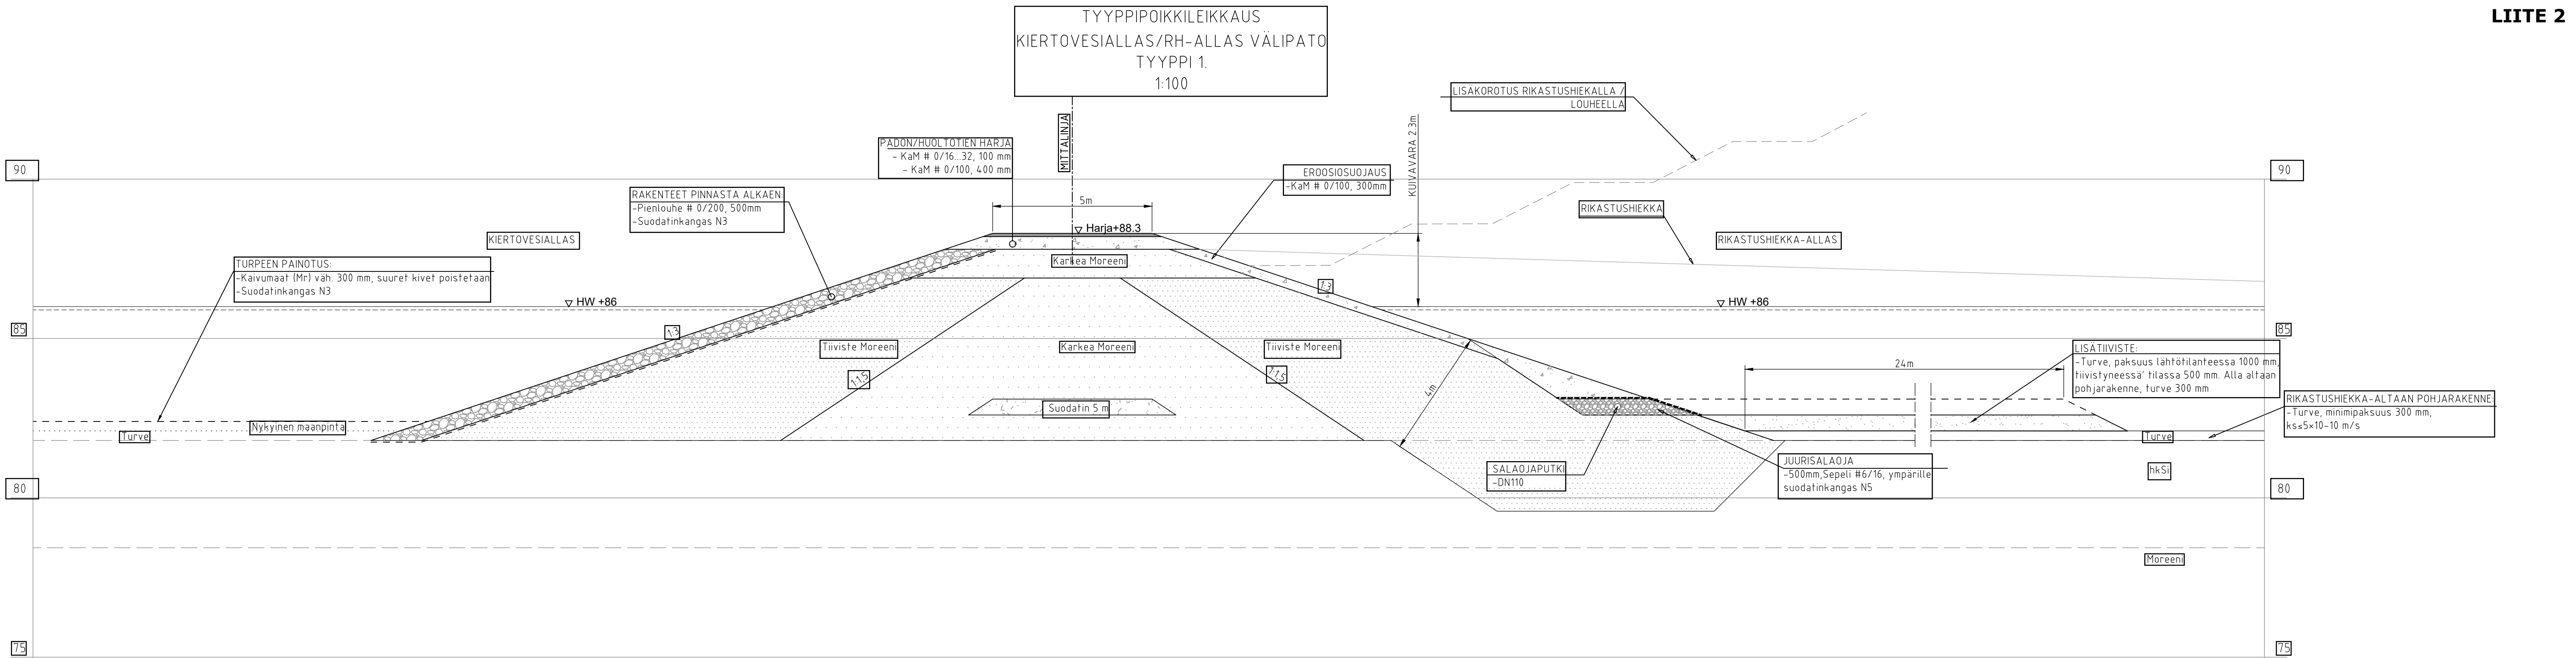 LIITE 2
TYYPPIPOIKKILEIKKAUS
KIERTOVESIALLAS/RH-ALLAS VÄLIPATO
TYYPPI 1.
1:100
LISÄKOROTUS RIKASTUSHIEKALLA /
LOUHEELLA
MITTALINJA
PADON/HUOLTOTIEN HARJA
- KaM # 0/16...32, 100 mm
- KaM # 0/100, 400 mm
KUIVAVARA 2.3m
90
90
EROOSIOSUOJAUS
-KaM # 0/100, 300mm
RAKENTEET PINNASTA ALKAEN:
-Pienlouhe # 0/200, 500mm
-Suodatinkangas N3
5m
RIKASTUSHIEKKA
Harja+88.3
KIERTOVESIALLAS
RIKASTUSHIEKKA-ALLAS
Karkea Moreeni
TURPEEN PAINOTUS:
-Kaivumaat (Mr) väh. 300 mm, suuret kivet poistetaan
-Suodatinkangas N3
1:3
HW +86
HW +86
85
1:3
85
Tiiviste Moreeni
Karkea Moreeni
Tiiviste Moreeni
LISÄTIIVISTE:
-Turve, paksuus lähtötilanteessa 1000 mm,
tiivistyneessä' tilassa 500 mm. Alla altaan
pohjarakenne, turve 300 mm
24m
1:1.5
1:1.5
4m
RIKASTUSHIEKKA-ALTAAN POHJARAKENNE:
-Turve, minimipaksuus 300 mm,
ks≤5×10-10 m/s
Suodatin 5 m
Nykyinen maanpinta
Turve
Turve
SALAOJAPUTKI
-DN110
JUURISALAOJA
-500mm,Sepeli #6/16, ympärille
suodatinkangas N5
hkSi
80
80
Moreeni
75
75